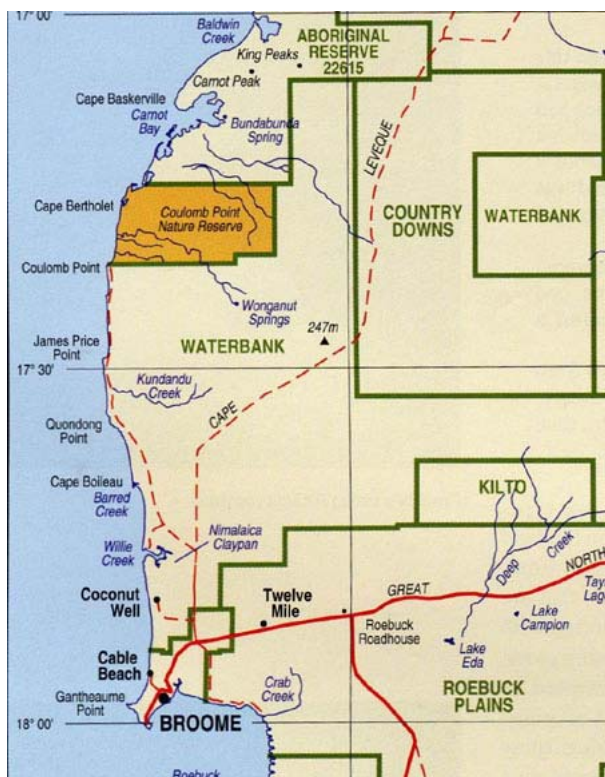 17° 00'
Baldwin
Creek
ABORIGINAL
RESERVE
22615
King Peaks
Carnot Peak
Cape Baskerville
Carnot
Bay
Bundabunda
Spring
LEVEQUE
Cape Bertholet
Coulomb Point
Nature Reserve
COUNTRY
DOWNS
WATERBANK
Coulomb Point
Wonganut
Springs
247m
James Price
Point
WATERBANK
17° 30'
Kundandu
Creek
CAPE
Quondong
Point
Cape Boileau
Barred
Creek
KILTO
Nimalaica
Claypan
Willie
Creek
Deep
Creek
NORTH
GREAT
Coconut
Well
Twelve
Mile
Roebuck
Roadhouse
Lake
Campion
Lake
Eda
Cable
Beach
Crab
Creek
Gantheaume
Point
ROEBUCK
PLAINS
18° 00'
BROOME
Roebuck